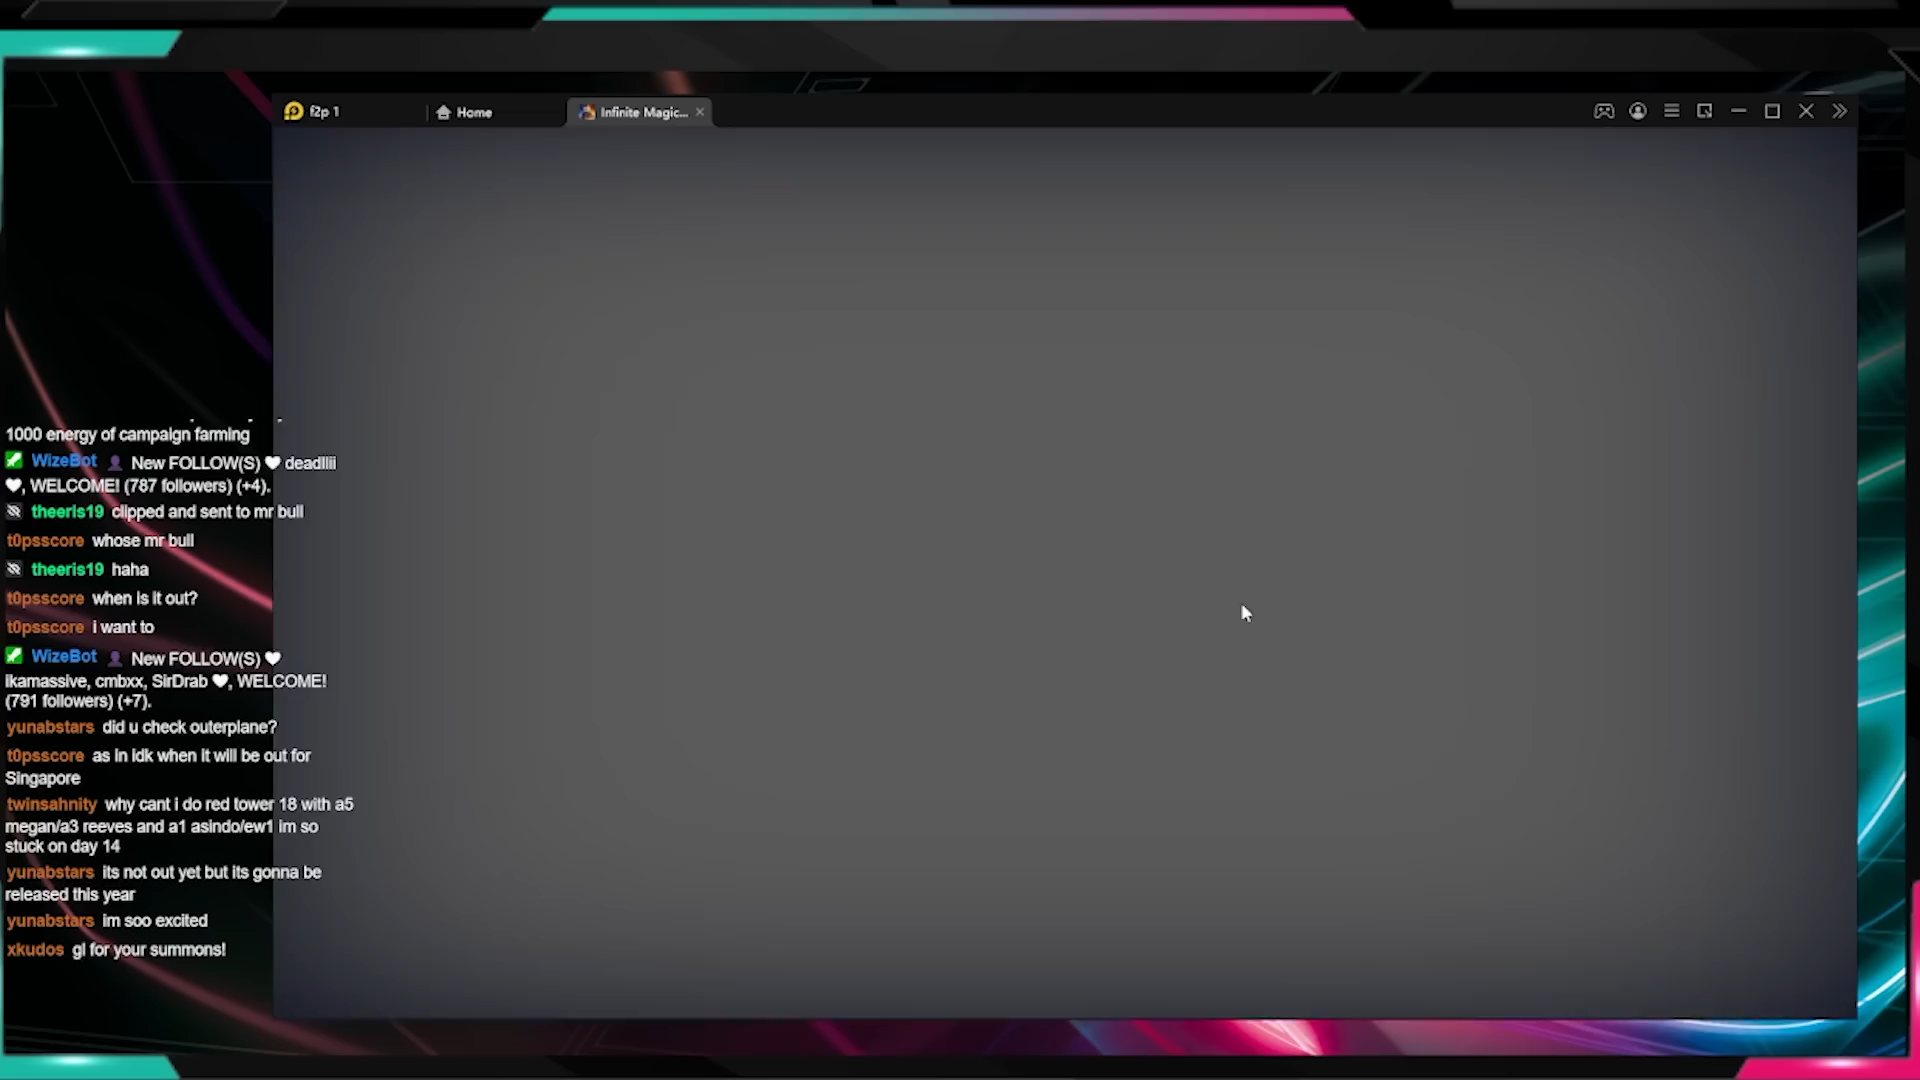 f2p 1
Home
Infinite Magic...
1000 energy of campaign farming
WizeBot New FOLLOW(S) deadliii
, WELCOME! (787 followers) (+4).
theeris19 clipped and sent to mr bull
t0psscore whose mr bull
theeris19 haha
t0psscore when is it out?
t0psscore i want to
WizeBot New FOLLOW(S)
ikamassive, cmbxx, SirDrab , WELCOME!
(791 followers) (+7).
yunabstars did u check outerplane?
t0psscore as in idk when it will be out for
Singapore
twinsahnity why cant i do red tower 18 with a5
megan/a3 reeves and a1 asindo/ew1 im so
stuck on day 14
yunabstars its not out yet but its gonna be
released this year
yunabstars im soo excited
xkudos gl for your summons!